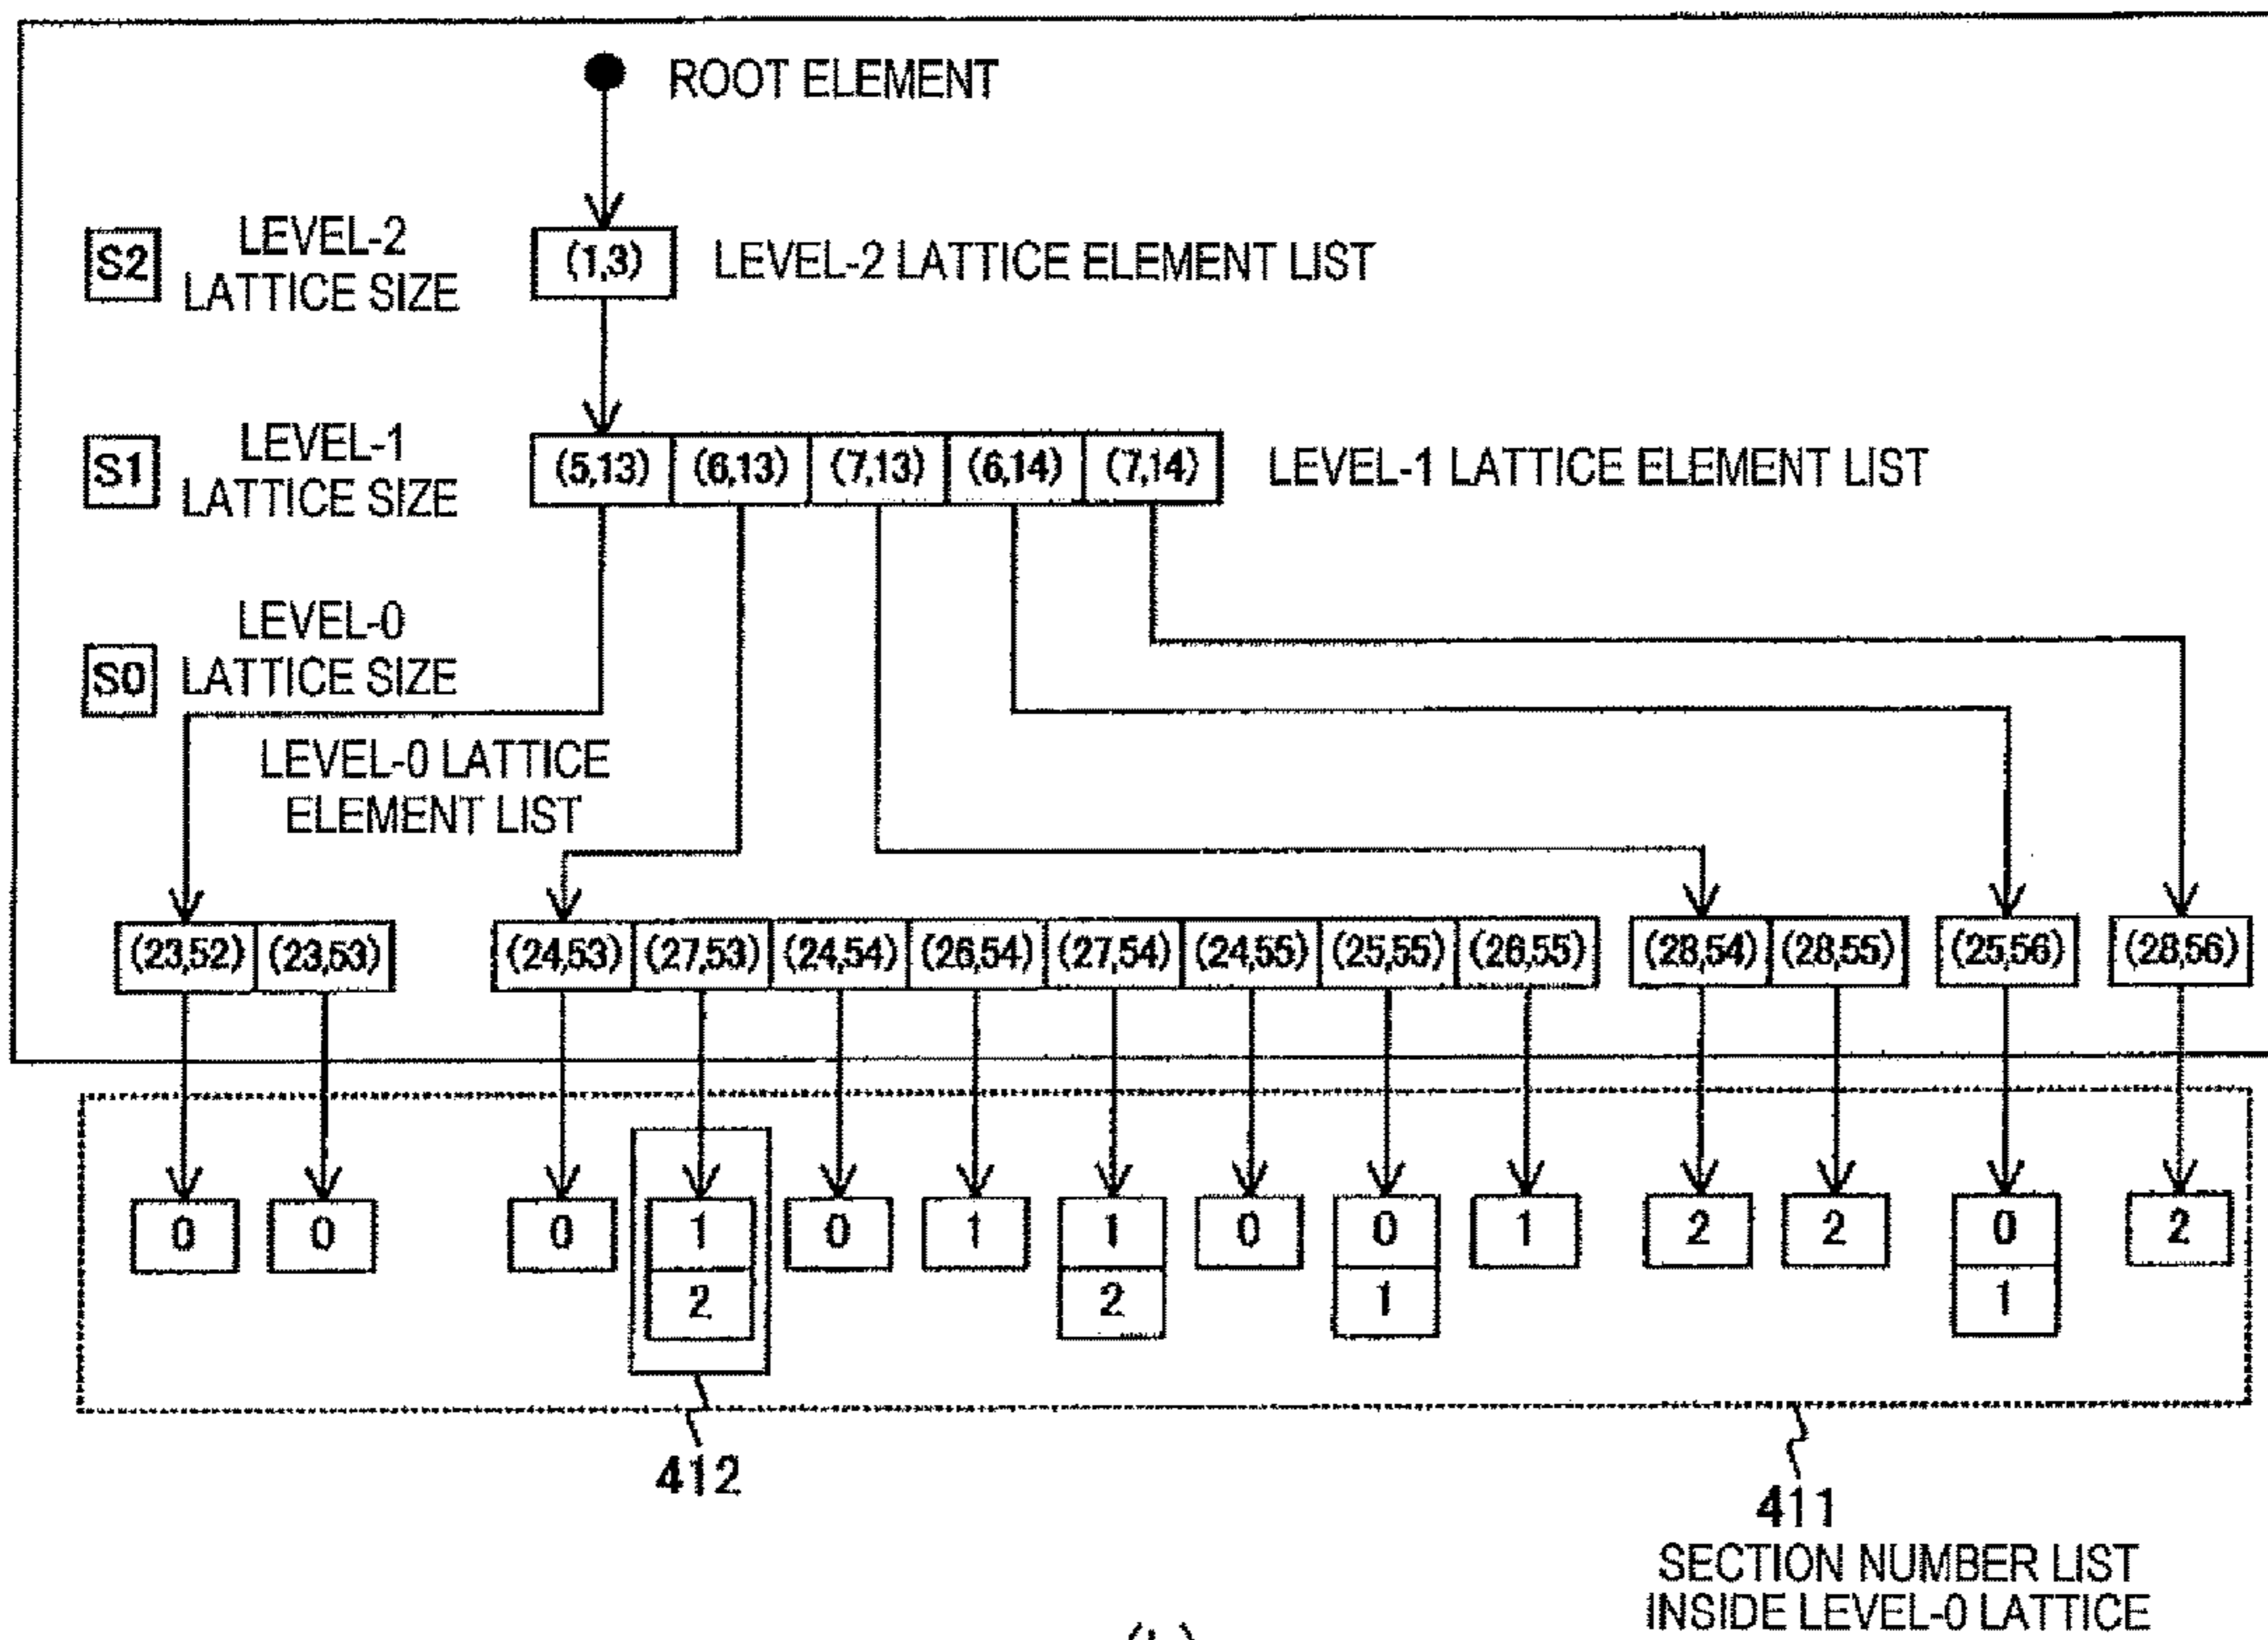 ROOT ELEMENT
S2
LEVEL-2
LATTICE SIZE
(1,3)
LEVEL-2 LATTICE ELEMENT LIST
S1
LEVEL-1
LATTICE SIZE
(5,13) (6,13) (7,13) (6,14) (7,14)
LEVEL-1 LATTICE ELEMENT LIST
S0
LEVEL-0
LATTICE SIZE
LEVEL-0 LATTICE
ELEMENT LIST
(23,52) (23,53) (24,53) (27,53) (24,54) (26,54) (27,54) (24,55) (25,55) (26,55) (28,54) (28,55) (25,56) (28,56)
0 0 0 1 0 1 1 0 0 1 2 2 0 2
2 2 1 1
412
411
SECTION NUMBER LIST
INSIDE LEVEL-0 LATTICE